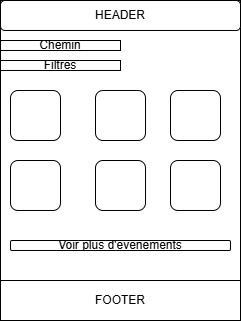 HEADER
Chemin
Filtres
Voir plus d'evenements
FOOTER